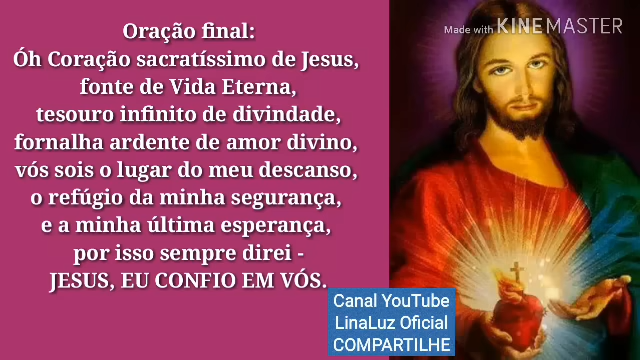 Oração final:
Óh Coração sacratíssimo de Jesus,
fonte de Vida Eterna,
tesouro infinito de divindade,
fornalha ardente de amor divino,
vós sois o lugar do meu descanso,
o refúgio da minha segurança,
e a minha última esperança,
por isso sempre direi -
JESUS, EU CONFIO EM VÓS.
Made with KINEMASTER
Canal YouTube
LinaLuz Oficial
COMPARTILHE